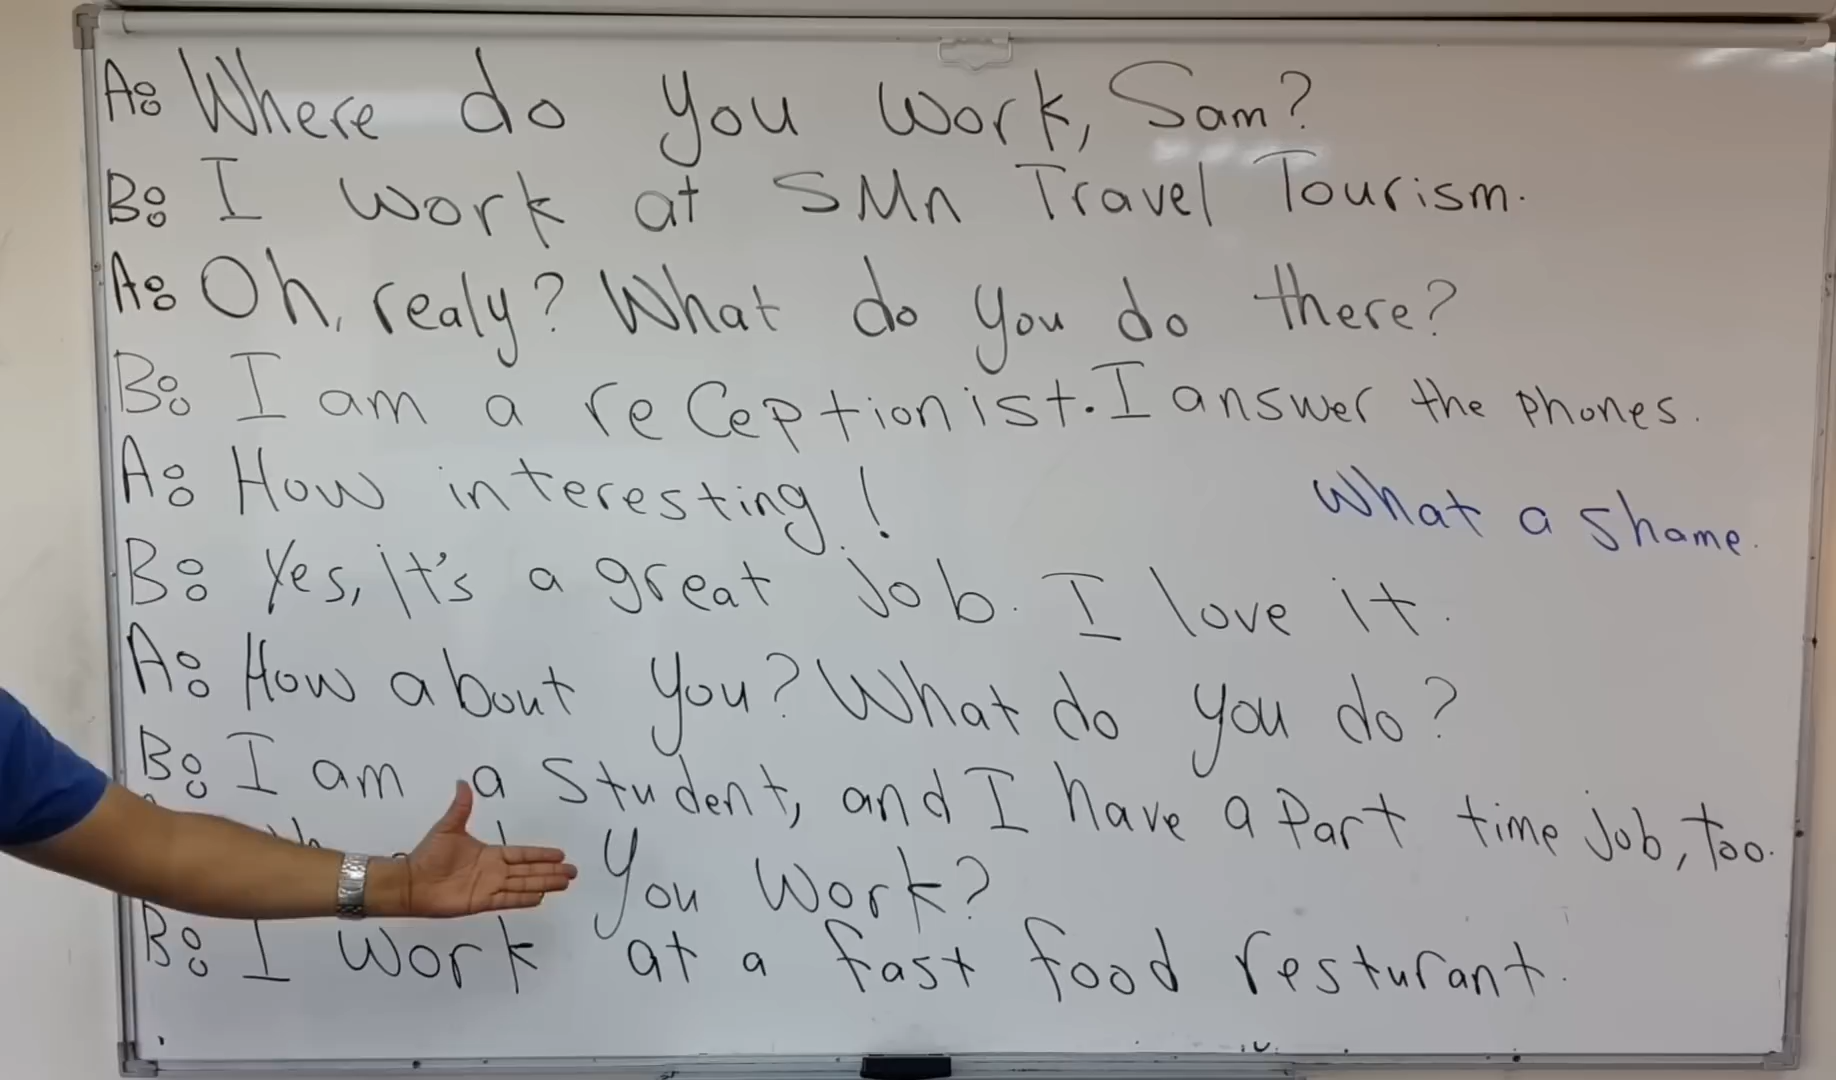 A: Where do you work, Sam?
B: I work at SMn Travel Tourism.
A: Oh, realy? What do you do there?
B: I am a receptionist. I answer the phones.
A: How interesting!
What a shame.
B: Yes, it's a great job. I love it.
A: How about you? What do you do?
B: I am a student, and I have a part time job, too.
you work?
B: I work at a fast food resturant.